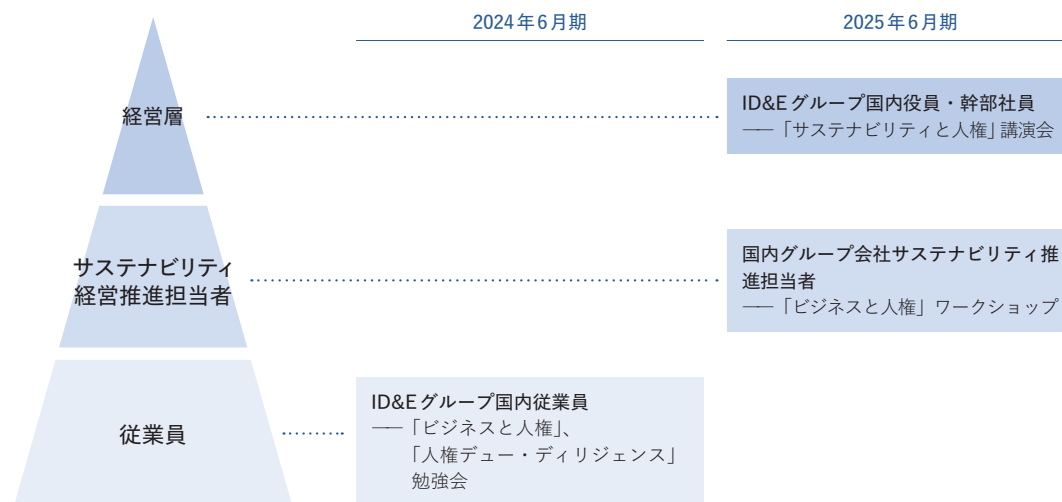 2024年6月期
2025年6月期
経営層
ID&Eグループ国内役員・幹部社員
──「サステナビリティと人権」講演会
サステナビリティ
経営推進担当者
国内グループ会社サステナビリティ推
進担当者
──「ビジネスと人権」ワークショップ
従業員
ID&Eグループ国内従業員
──「ビジネスと人権」、
「人権デュー・ディリジェンス」
勉強会